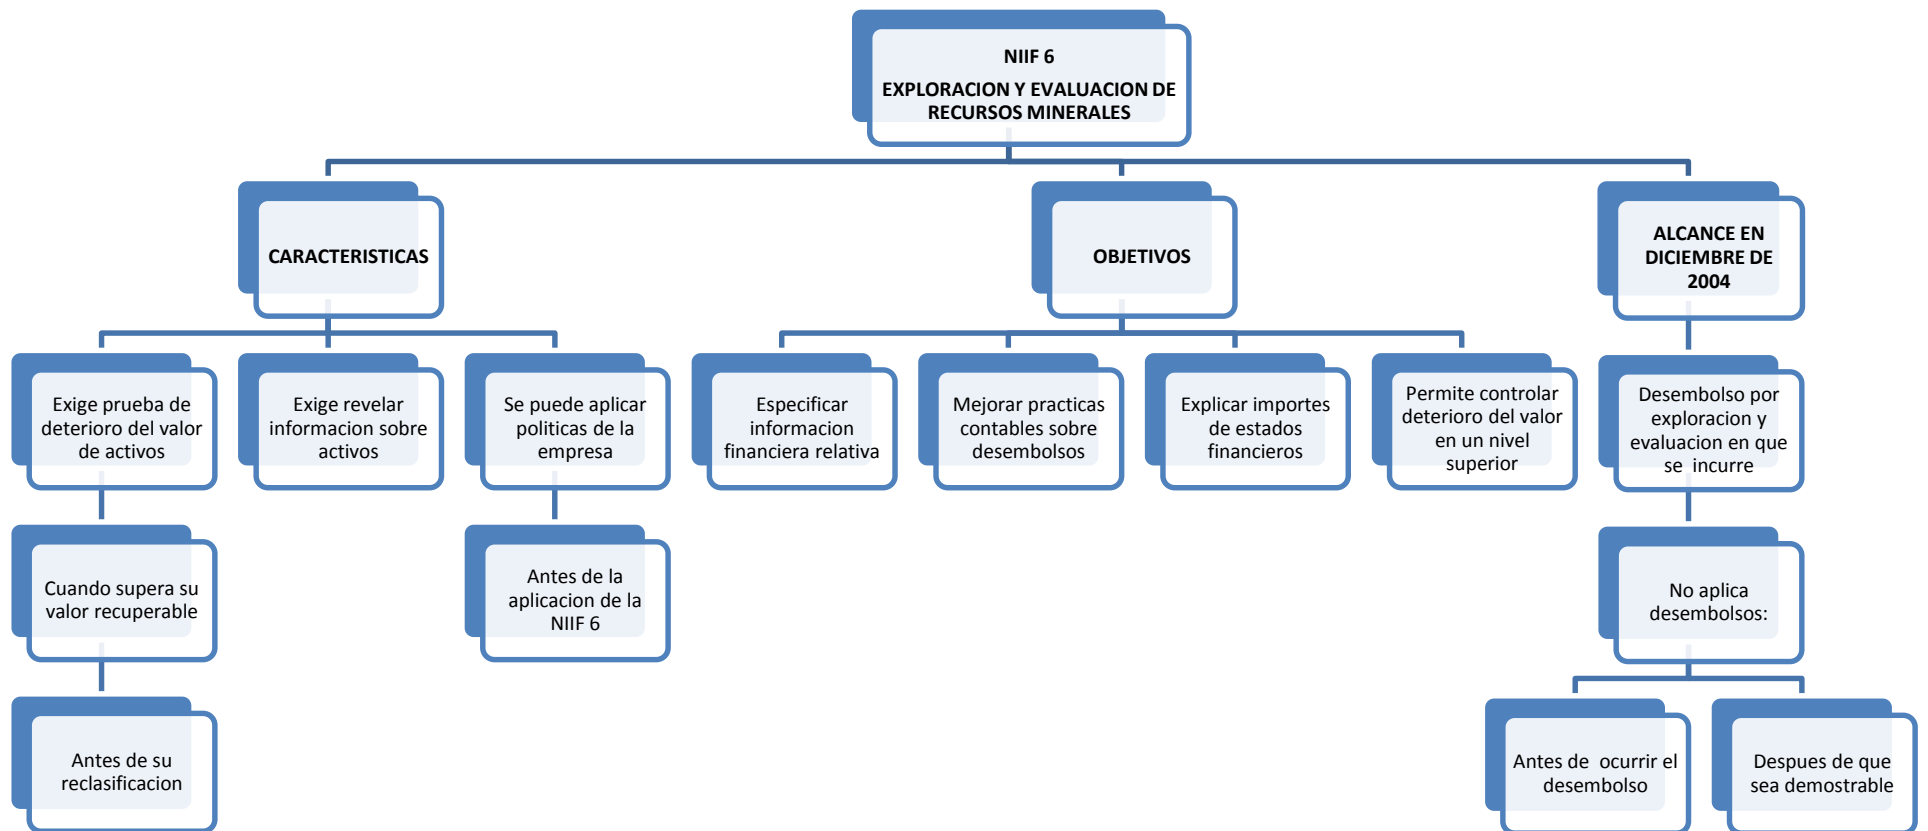 NIIF 6
EXPLORACION Y EVALUACION DE
RECURSOS MINERALES
CARACTERISTICAS
OBJETIVOS
ALCANCE EN
DICIEMBRE DE
2004
Exige prueba de
deterioro del valor
de activos
Exige revelar
informacion sobre
activos
Se puede aplicar
politicas de la
empresa
Especificar
informacion
financiera relativa
Mejorar practicas
contables sobre
desembolsos
Explicar importes
de estados
financieros
Permite controlar
deterioro del valor
en un nivel
superior
Desembolso por
exploracion y
evaluacion en que
se incurre
Cuando supera su
valor recuperable
Antes de la
aplicacion de la
NIIF 6
No aplica
desembolsos:
Antes de su
reclasificacion
Antes de ocurrir el
desembolso
Despues de que
sea demostrable